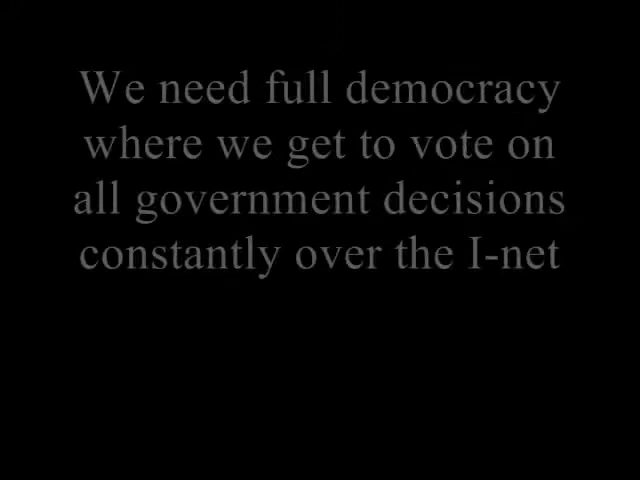 We need full democracy
where we get to vote on
all government decisions
constantly over the I-net